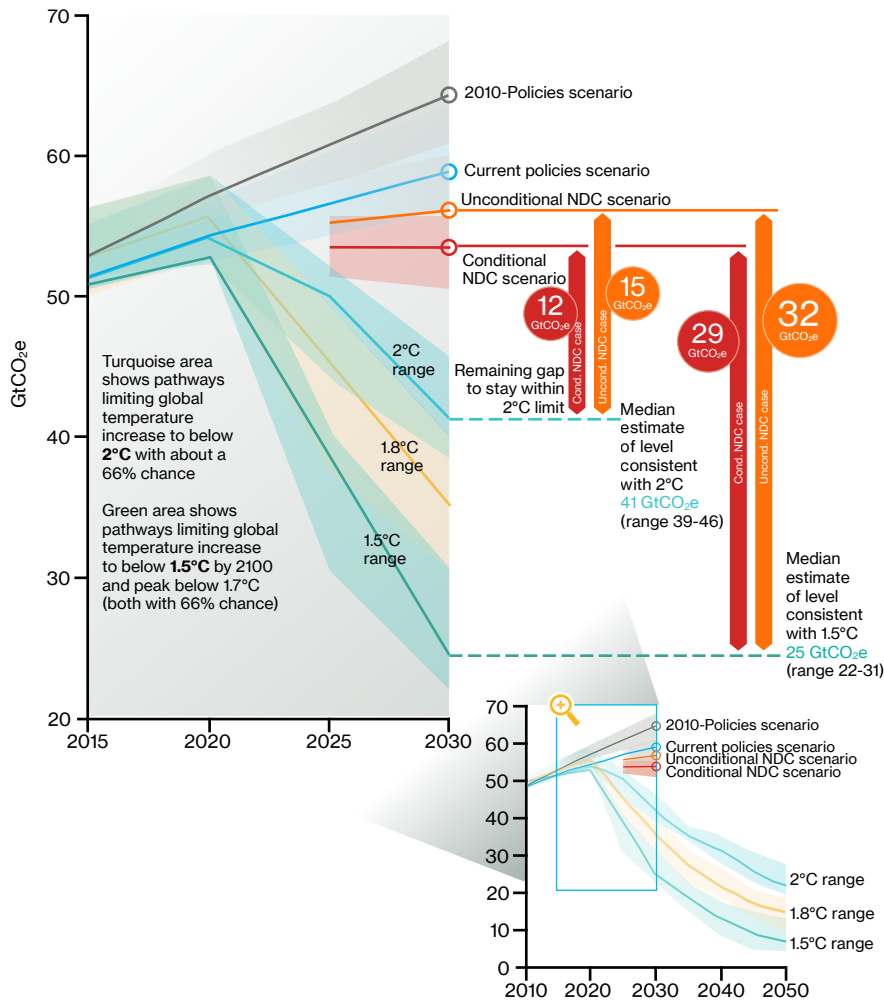 70
60
50
40
30
20
GtCO₂e
2015
2020
2025
2030
2010-Policies scenario
Current policies scenario
Unconditional NDC scenario
Conditional
NDC scenario
12
GtCO₂e
15
GtCO₂e
29
GtCO₂e
32
GtCO₂e
Cond. NDC case
Uncond. NDC case
Cond. NDC case
Uncond. NDC case
2°C
range
1.8°C
range
1.5°C
range
Turquoise area
shows pathways
limiting global
temperature
increase to below
2°C with about a
66% chance
Green area shows
pathways limiting global
temperature increase
to below 1.5°C by 2100
and peak below 1.7°C
(both with 66% chance)
Remaining gap
to stay within
2°C limit
Median
estimate
of level
consistent
with 2°C
41 GtCO₂e
(range 39-46)
Median
estimate
of level
consistent
with 1.5°C
25 GtCO₂e
(range 22-31)
70
60
50
40
30
20
10
0
2010
2020
2030
2040
2050
2010-Policies scenario
Current policies scenario
Unconditional NDC scenario
Conditional NDC scenario
2°C range
1.8°C range
1.5°C range